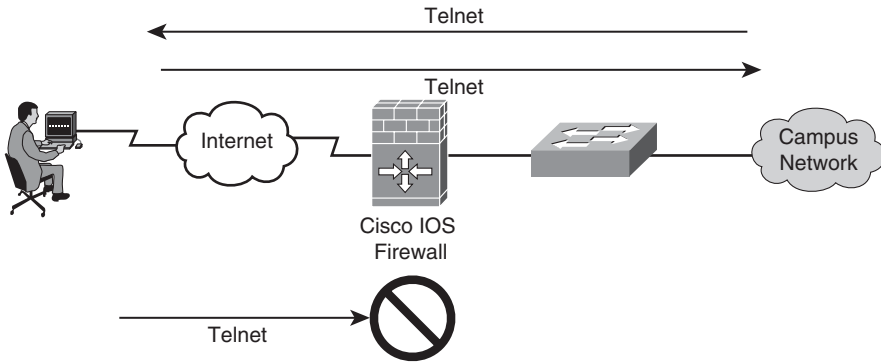 Telnet
Telnet
Internet
Campus
Network
Cisco IOS
Firewall
Telnet